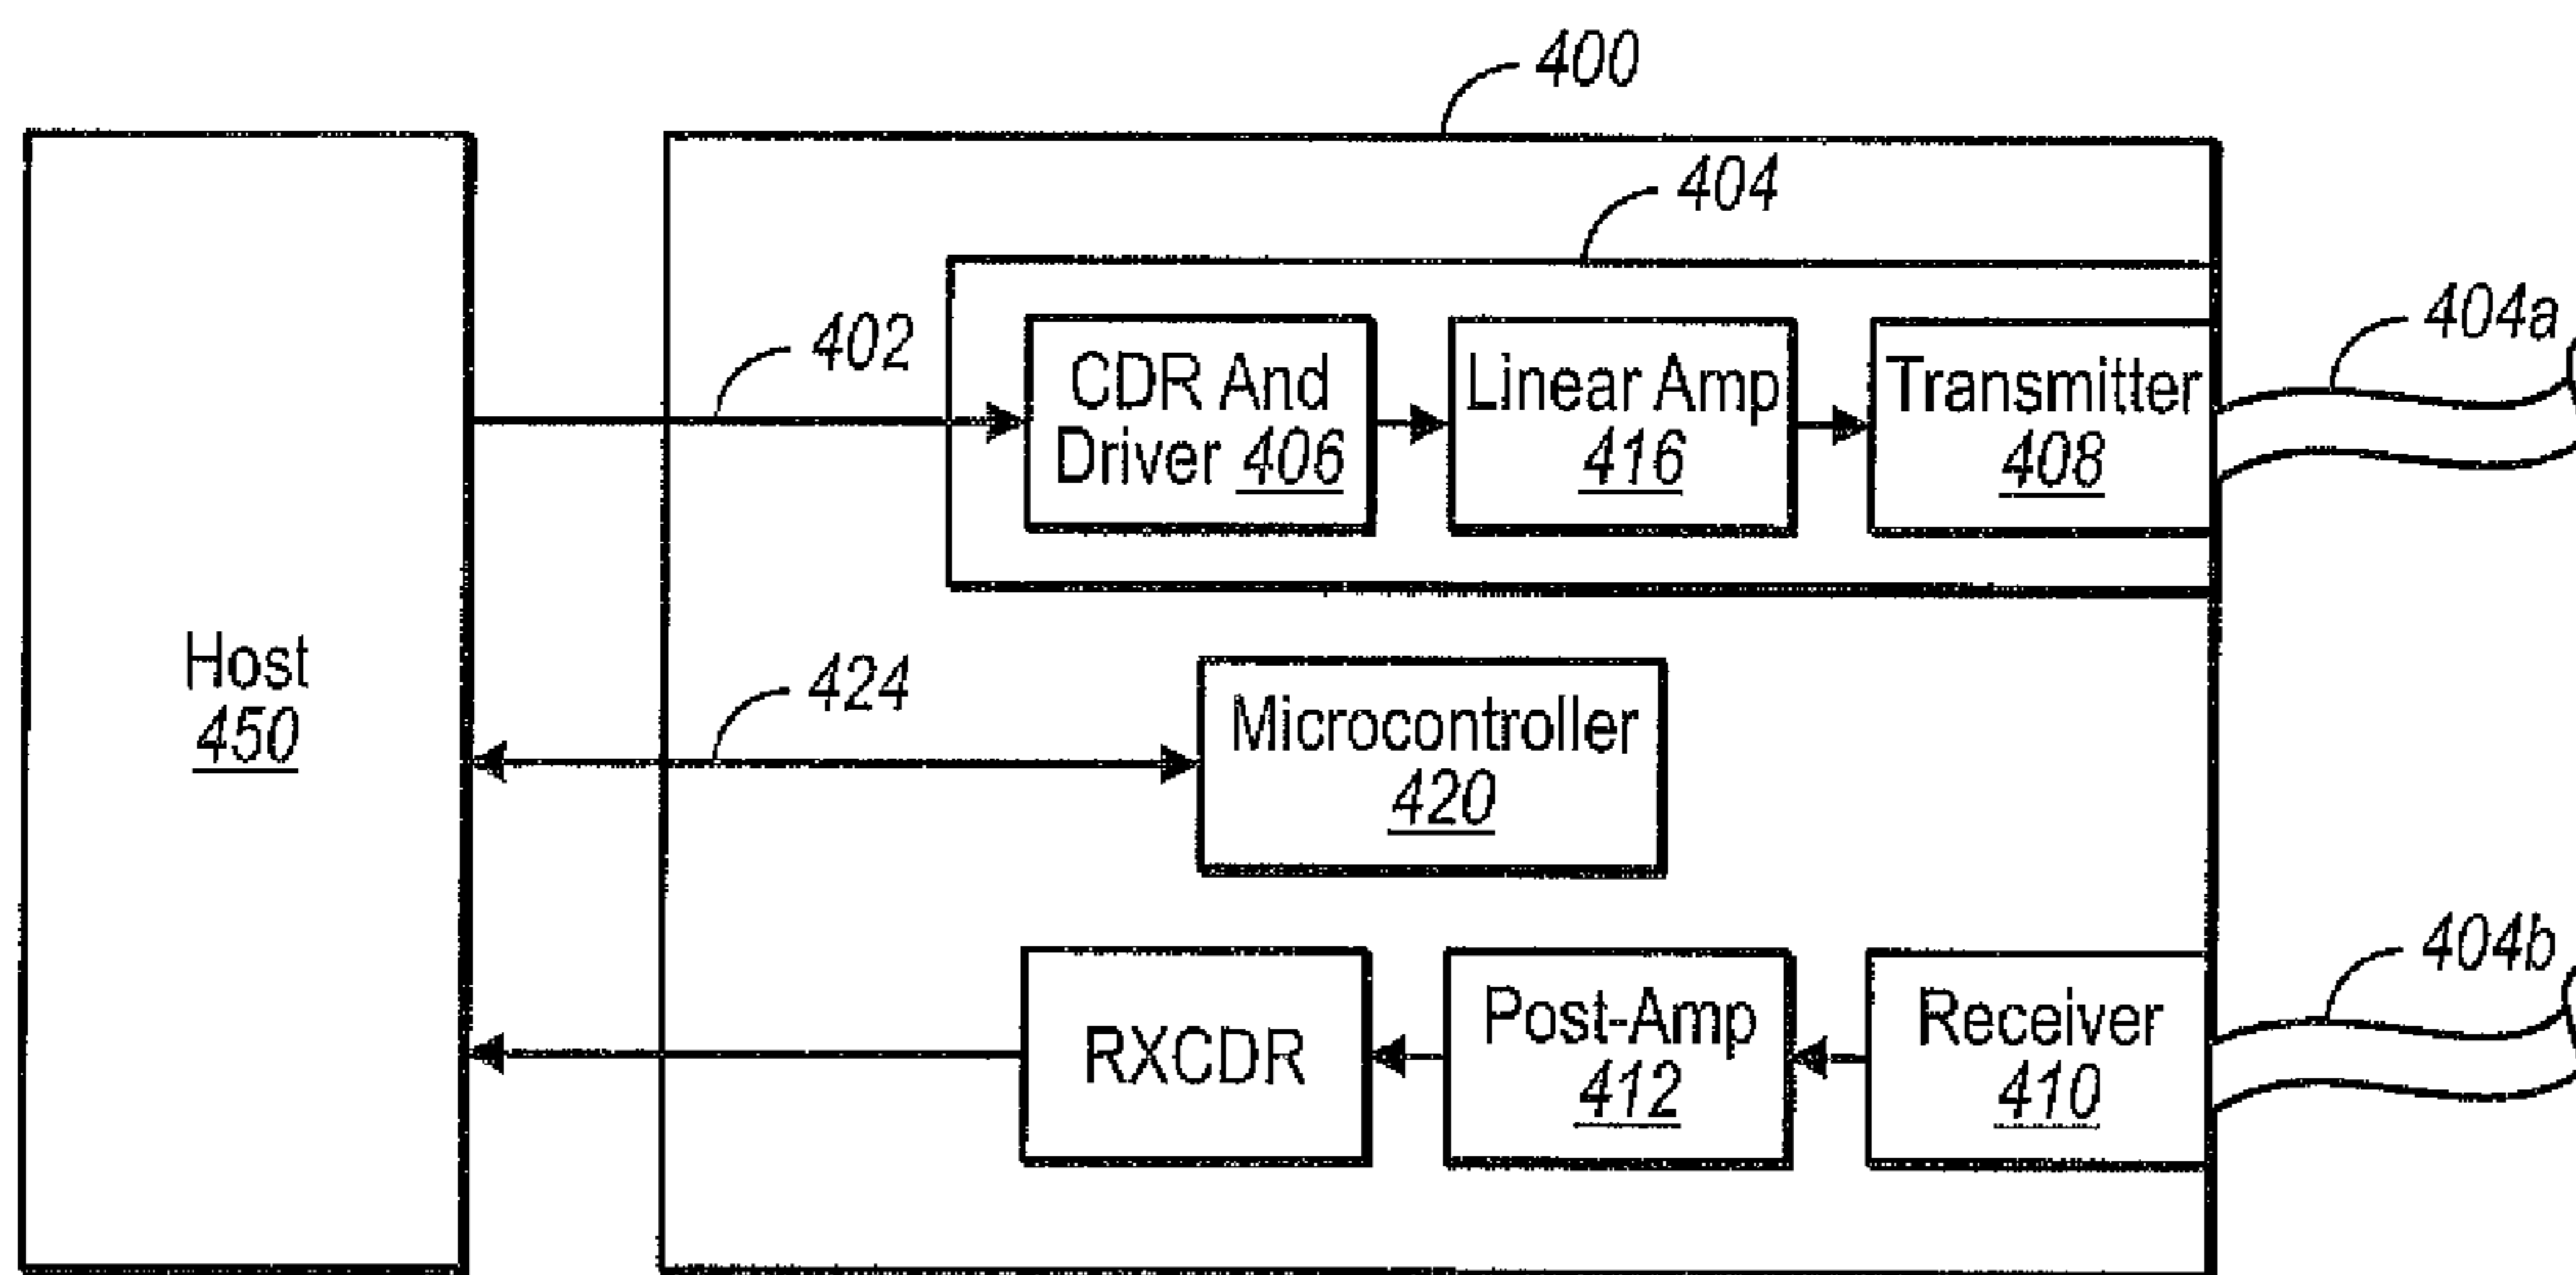 400
404
402
404a
CDR And
Driver 406
Linear Amp
416
Transmitter
408
Host
450
424
Microcontroller
420
404b
RXCDR
Post-Amp
412
Receiver
410